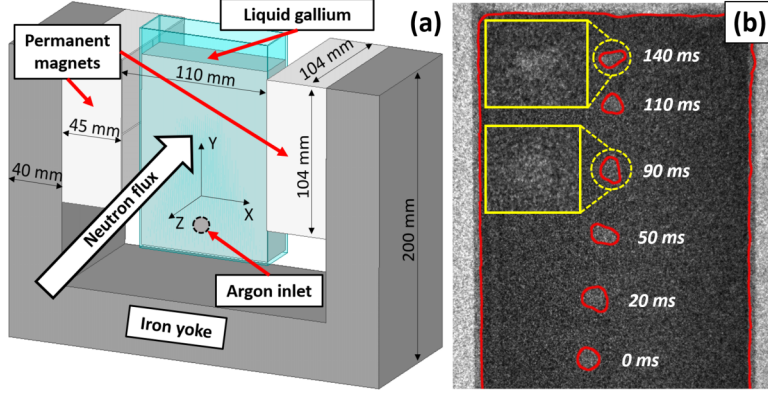 Liquid gallium
(a)
Permanent
magnets
110 mm
104 mm
45 mm
40 mm
104 mm
200 mm
Neutron flux
Y
X
Z
Argon inlet
Iron yoke
(b)
140 ms
110 ms
90 ms
50 ms
20 ms
0 ms